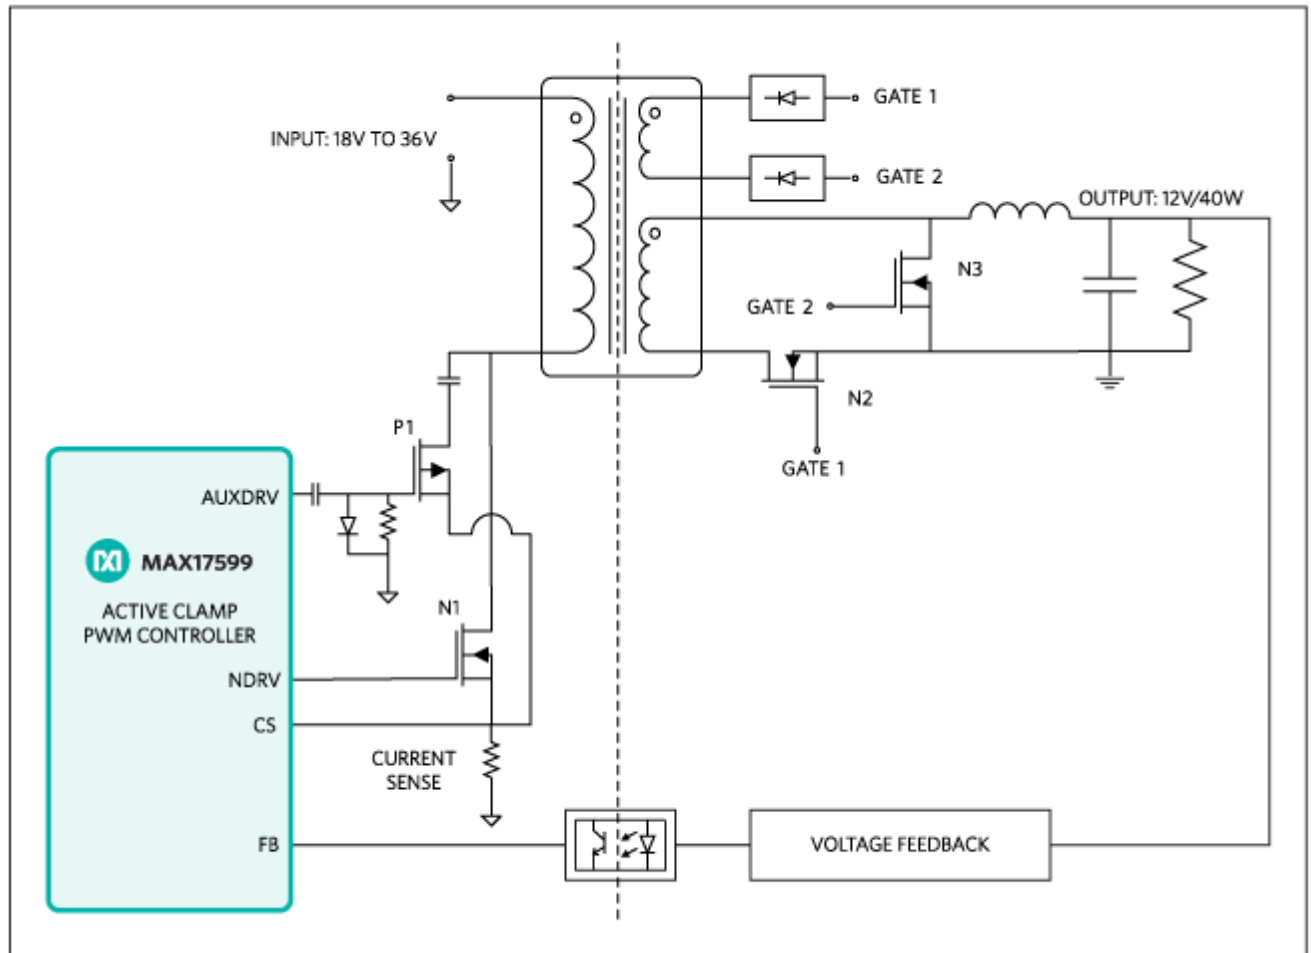 GATE 1
INPUT: 18V TO 36V
GATE 2
OUTPUT: 12V/40W
N3
GATE 2
N2
P1
GATE 1
AUXDRV
MAX17599
ACTIVE CLAMP
PWM CONTROLLER
N1
NDRV
CS
CURRENT
SENSE
FB
VOLTAGE FEEDBACK